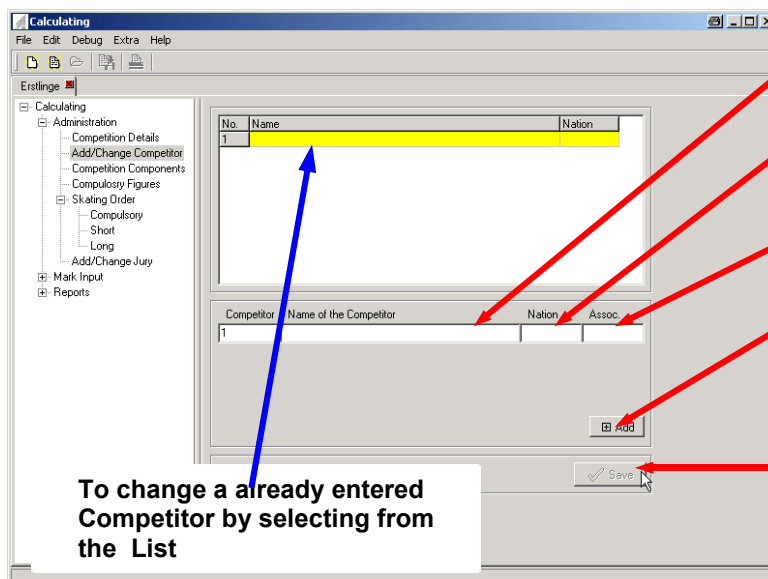 Calculating
File Edit Debug Extra Help
Erstlinge
Calculating
Administration
Competition Details
Add/Change Competitor
Competition Components
Compulosry Figures
Skating Order
Compulsory
Short
Long
Add/Change Jury
Mark Input
Reports
No. Name Nation
1
Competitor Name of the Competitor Nation Assoc.
1
Add
Save
To change a already entered
Competitor by selecting from
the List